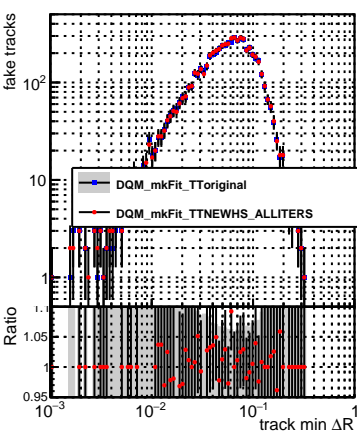 fake tracks
10²
10
1
DQM_mkFit_TToriginal
DQM_mkFit_TTNEWHS_ALLITERS
Ratio
1.1
1.05
1
0.95
10⁻³ 10⁻² 10⁻¹ 1
track min ΔR